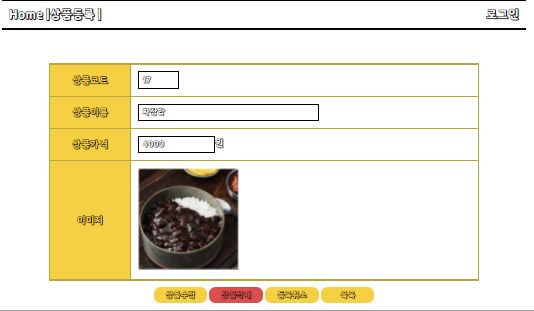 Home |상품등록 |
로그인
상품코드
17
상품이름
짜장밥
상품가격
4000 원
이미지
상품수정 상품삭제 등록취소 목록